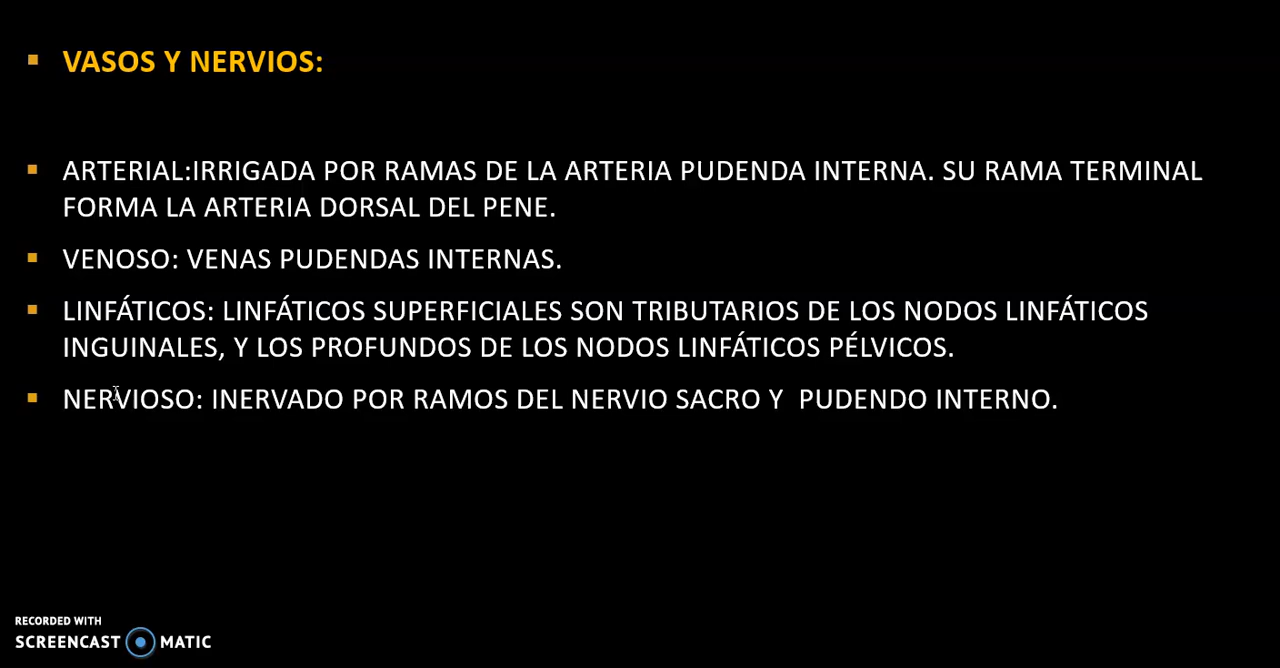 VASOS Y NERVIOS:
ARTERIAL:IRRIGADA POR RAMAS DE LA ARTERIA PUDENDA INTERNA. SU RAMA TERMINAL
FORMA LA ARTERIA DORSAL DEL PENE.
VENOSO: VENAS PUDENDAS INTERNAS.
LINFÁTICOS: LINFÁTICOS SUPERFICIALES SON TRIBUTARIOS DE LOS NODOS LINFÁTICOS
INGUINALES, Y LOS PROFUNDOS DE LOS NODOS LINFÁTICOS PÉLVICOS.
NERVIOSO: INERVADO POR RAMOS DEL NERVIO SACRO Y PUDENDO INTERNO.
RECORDED WITH
SCREENCAST MATIC